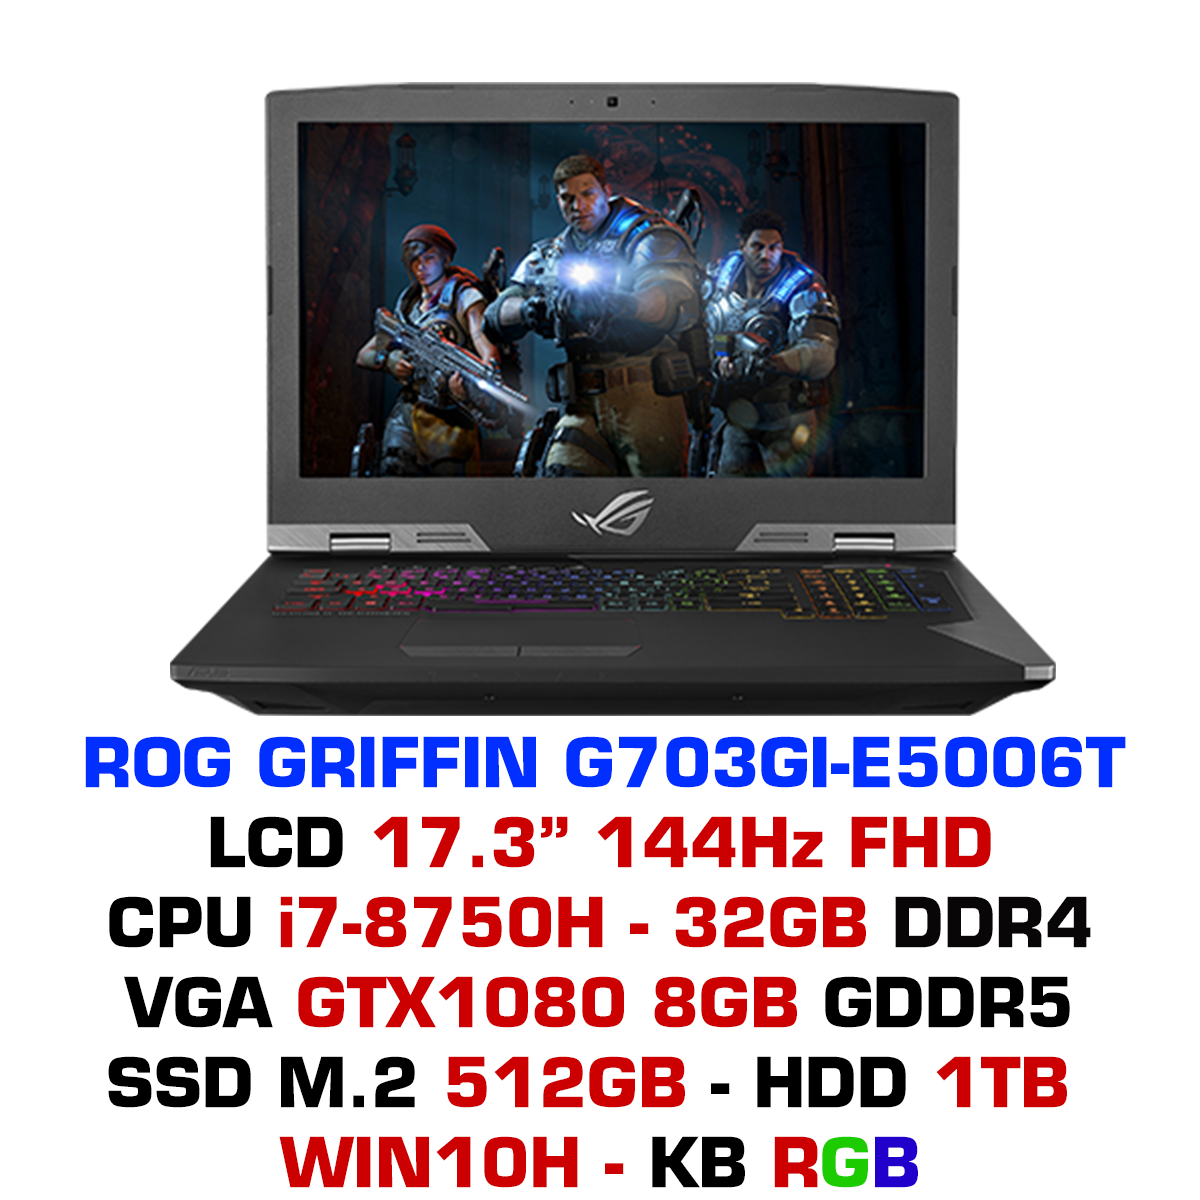 ROG GRIFFIN G703GI-E5006T
LCD 17.3” 144Hz FHD
CPU i7-8750H - 32GB DDR4
VGA GTX1080 8GB GDDR5
SSD M.2 512GB - HDD 1TB
WIN10H - KB RGB